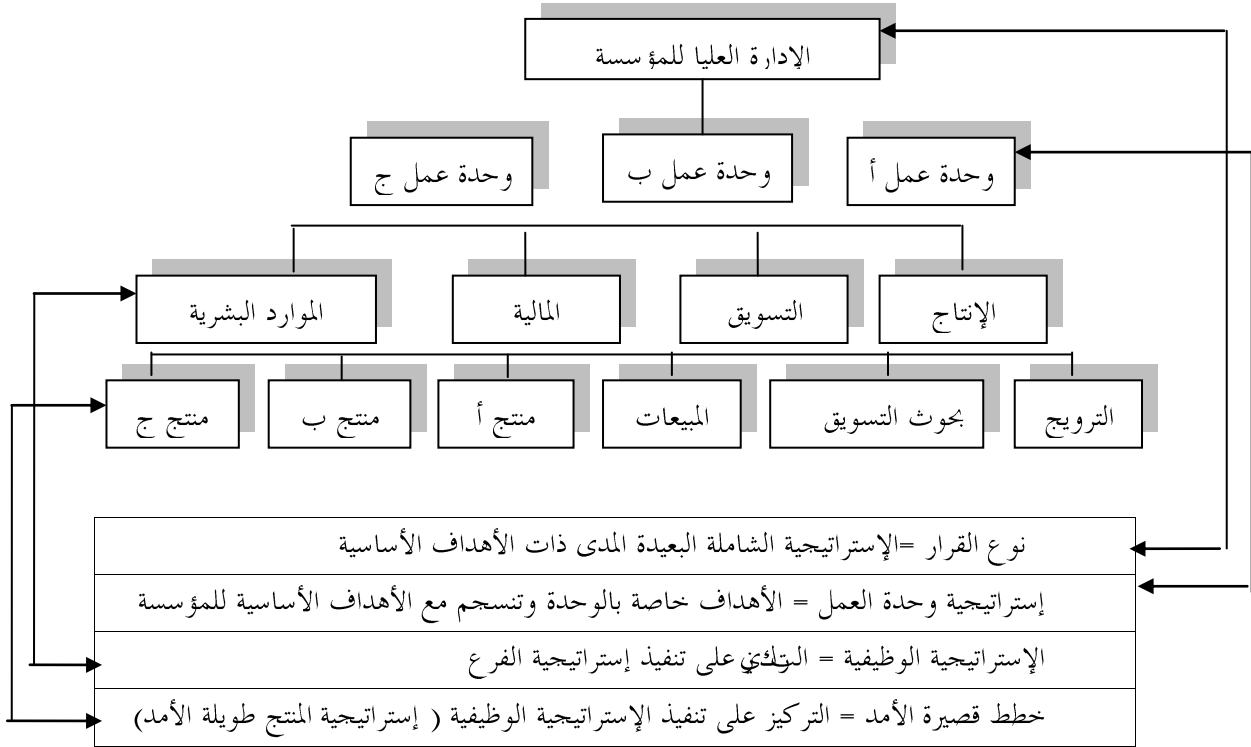 الإدارة العليا للمؤسسة
وحدة عمل أ
وحدة عمل ب
وحدة عمل ج
الإنتاج
التسويق
المالية
الموارد البشرية
الترويج
بحوث التسويق
المبيعات
منتج أ
منتج ب
منتج ج
نوع القرار =الإستراتيجية الشاملة البعيدة المدى ذات الأهداف الأساسية
إستراتيجية وحدة العمل = الأهداف خاصة بالوحدة وتنسجم مع الأهداف الأساسية للمؤسسة
الإستراتيجية الوظيفية = على تنفيذ إستراتيجية الفرع
خطط قصيرة الأمد = التركيز على تنفيذ الإستراتيجية الوظيفية ( إستراتيجية المنتج طويلة الأمد)